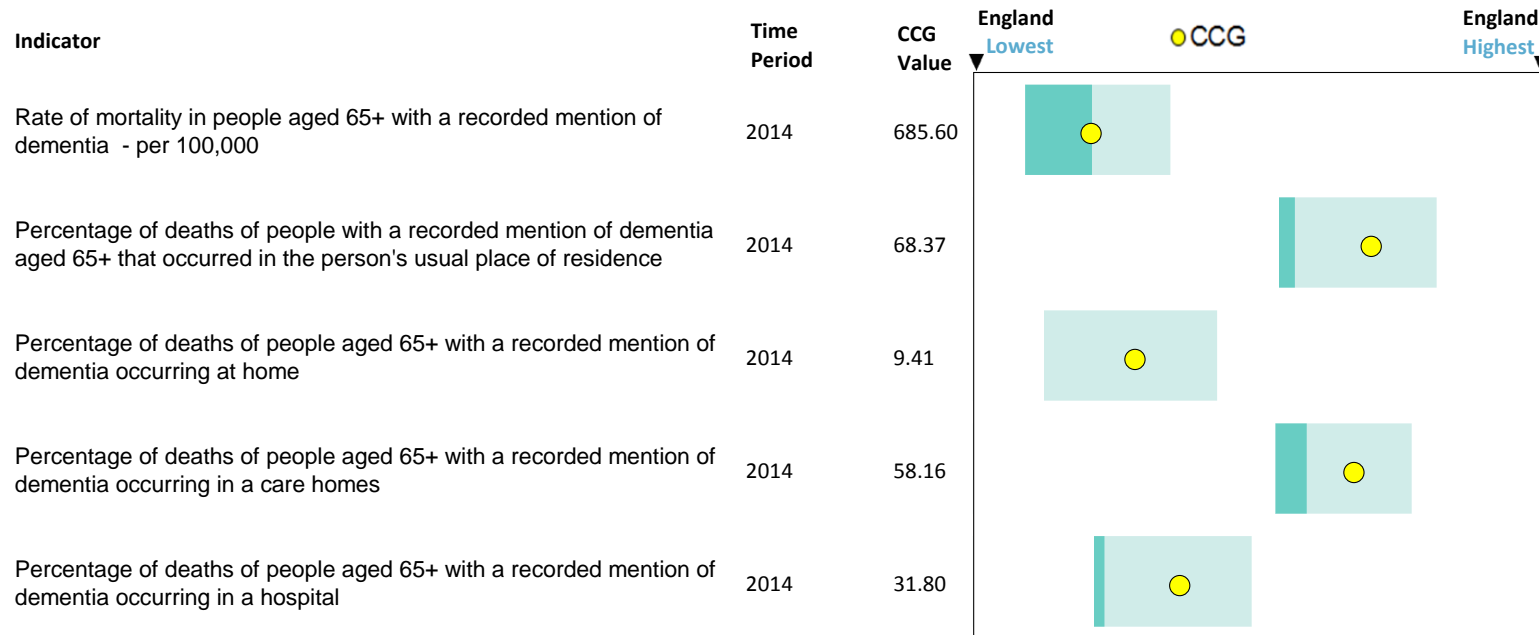 Indicator
Time
Period
CCG
Value
England
Lowest
CCG
England
Highest
Rate of mortality in people aged 65+ with a recorded mention of
dementia - per 100,000
2014
685.60
Percentage of deaths of people with a recorded mention of dementia
aged 65+ that occurred in the person's usual place of residence
2014
68.37
Percentage of deaths of people aged 65+ with a recorded mention of
dementia occurring at home
2014
9.41
Percentage of deaths of people aged 65+ with a recorded mention of
dementia occurring in a care homes
2014
58.16
Percentage of deaths of people aged 65+ with a recorded mention of
dementia occurring in a hospital
2014
31.80